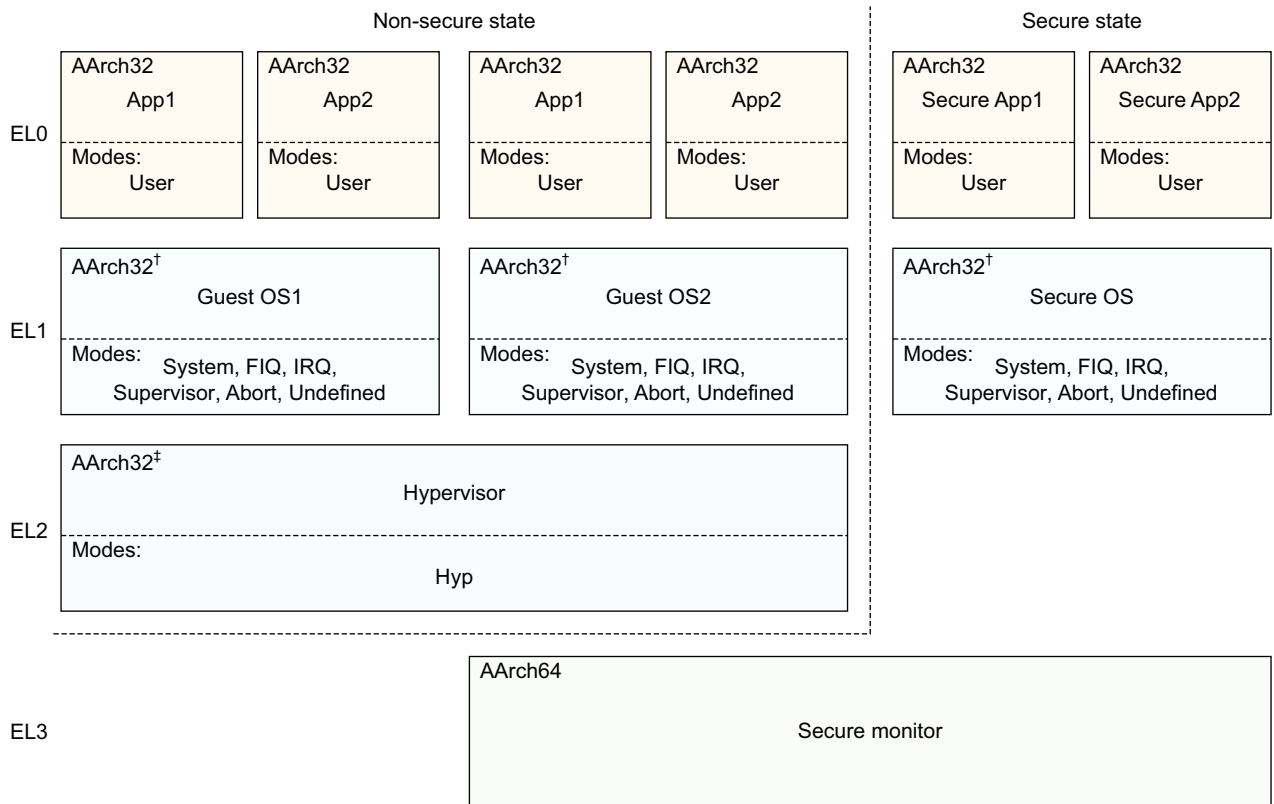 Non-secure state
Secure state
EL0
AArch32
App1
Modes:
User
AArch32
App2
Modes:
User
AArch32
App1
Modes:
User
AArch32
App2
Modes:
User
AArch32
Secure App1
Modes:
User
AArch32
Secure App2
Modes:
User
EL1
AArch32†
Guest OS1
Modes:
System, FIQ, IRQ,
Supervisor, Abort, Undefined
AArch32†
Guest OS2
Modes:
System, FIQ, IRQ,
Supervisor, Abort, Undefined
AArch32†
Secure OS
Modes:
System, FIQ, IRQ,
Supervisor, Abort, Undefined
EL2
AArch32‡
Hypervisor
Modes:
Hyp
EL3
AArch64
Secure monitor